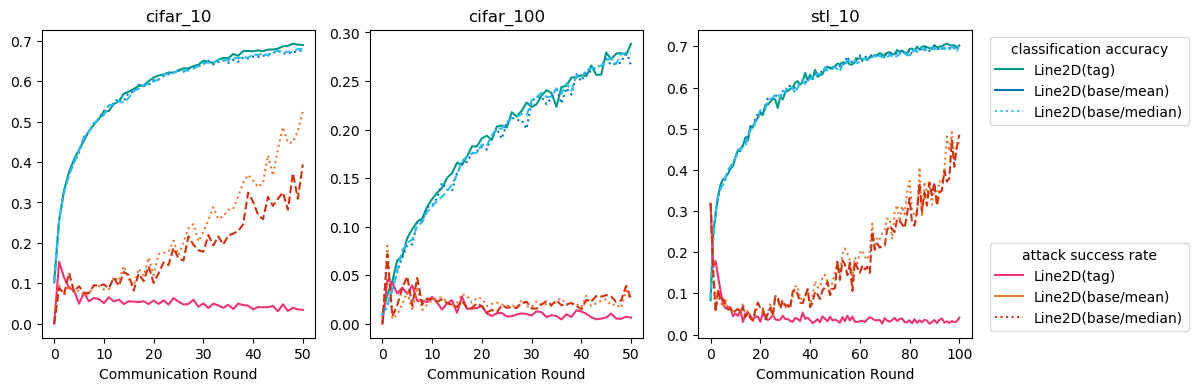 cifar_10
0.7
0.6
0.5
0.4
0.3
0.2
0.1
0.0
0
10
20
30
40
50
Communication Round
cifar_100
0.30
0.25
0.20
0.15
0.10
0.05
0.00
0
10
20
30
40
50
Communication Round
stl_10
0.7
0.6
0.5
0.4
0.3
0.2
0.1
0.0
0
20
40
60
80
100
Communication Round
classification accuracy
Line2D(tag)
Line2D(base/mean)
Line2D(base/median)
attack success rate
Line2D(tag)
Line2D(base/mean)
Line2D(base/median)